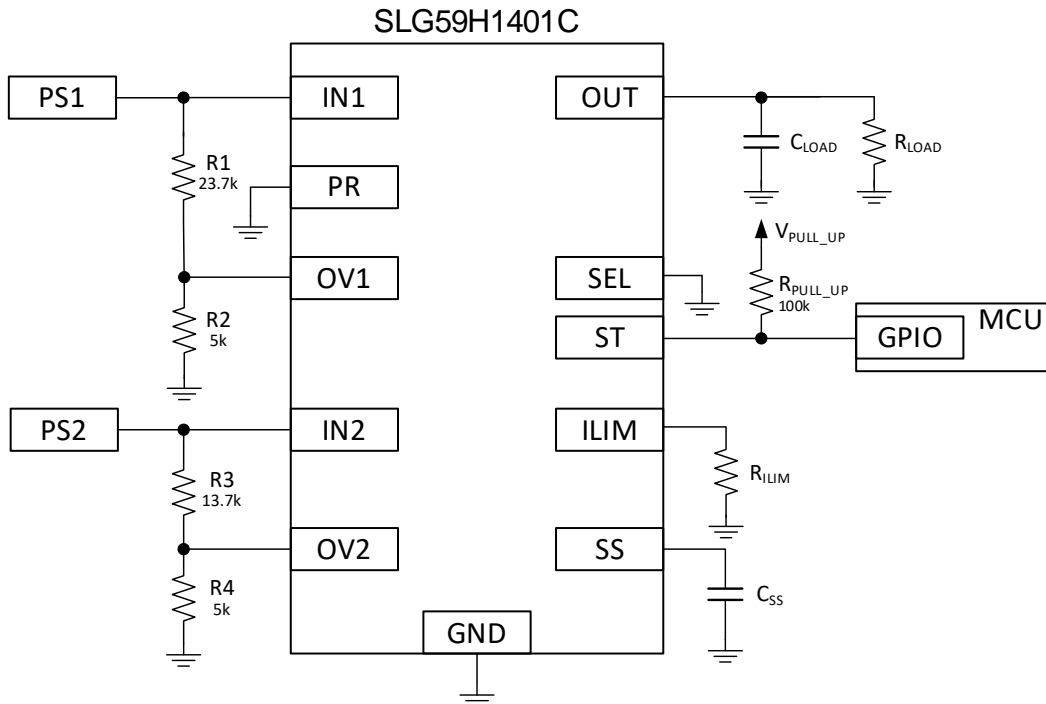 SLG59H1401C
PS1
IN1
OUT
R1
23.7k
CLOAD
RLOAD
PR
VPULL_UP
OV1
SEL
RPULL_UP
100k
R2
5k
ST
GPIO
MCU
PS2
IN2
ILIM
R3
13.7k
RILIM
OV2
SS
R4
5k
CSS
GND